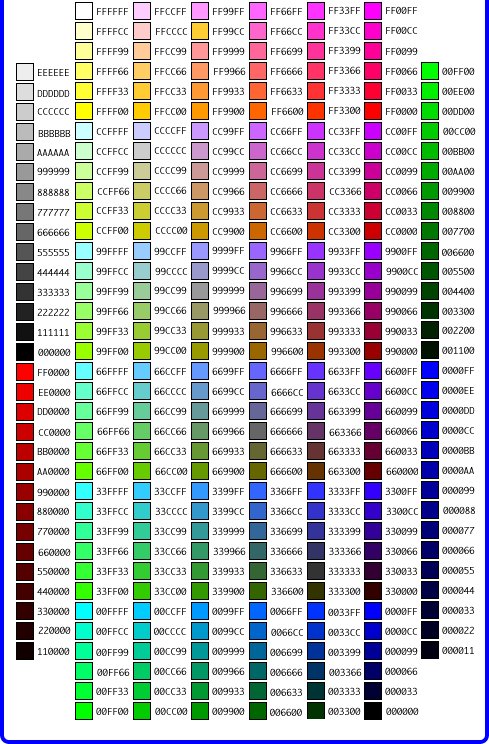 FFFFFF FFCCFF FF99FF FF66FF FF33FF FF00FF
FFFFCC FFCCCC FF99CC FF66CC FF33CC FF00CC
FFFF99 FFCC99 FF9999 FF6699 FF3399 FF0099
EEEEEE FFFF66 FFCC66 FF9966 FF6666 FF3366 FF0066 00FF00
DDDDDD FFFF33 FFCC33 FF9933 FF6633 FF3333 FF0033 00EE00
CCCCCC FFFF00 FFCC00 FF9900 FF6600 FF3300 FF0000 00DD00
BBBBBB CCFFFF CCCCFF CC99FF CC66FF CC33FF CC00FF 00CC00
AAAAAA CCFFCC CCCCCC CC99CC CC66CC CC33CC CC00CC 00BB00
999999 CCFF99 CCCC99 CC9999 CC6699 CC3399 CC0099 00AA00
888888 CCFF66 CCCC66 CC9966 CC6666 CC3366 CC0066 009900
777777 CCFF33 CCCC33 CC9933 CC6633 CC3333 CC0033 008800
666666 CCFF00 CCCC00 CC9900 CC6600 CC3300 CC0000 007700
555555 99FFFF 99CCFF 9999FF 9966FF 9933FF 9900FF 006600
444444 99FFCC 99CCCC 9999CC 9966CC 9933CC 9900CC 005500
333333 99FF99 99CC99 999999 996699 993399 990099 004400
222222 99FF66 99CC66 999966 996666 993366 990066 003300
111111 99FF33 99CC33 999933 996633 993333 990033 002200
000000 99FF00 99CC00 999900 996600 993300 990000 001100
FF0000 66FFFF 66CCFF 6699FF 6666FF 6633FF 6600FF 0000FF
EE0000 66FFCC 66CCCC 6699CC 6666CC 6633CC 6600CC 0000EE
DD0000 66FF99 66CC99 669999 666699 663399 660099 0000DD
CC0000 66FF66 66CC66 669966 666666 663366 660066 0000CC
BB0000 66FF33 66CC33 669933 666633 663333 660033 0000BB
AA0000 66FF00 66CC00 669900 666600 663300 660000 0000AA
990000 33FFFF 33CCFF 3399FF 3366FF 3333FF 3300FF 000099
880000 33FFCC 33CCCC 3399CC 3366CC 3333CC 3300CC 000088
770000 33FF99 33CC99 339999 336699 333399 330099 000077
660000 33FF66 33CC66 339966 336666 333366 330066 000066
550000 33FF33 33CC33 339933 336633 333333 330033 000055
440000 33FF00 33CC00 339900 336600 333300 330000 000044
330000 00FFFF 00CCFF 0099FF 0066FF 0033FF 0000FF 000033
220000 00FFCC 00CCCC 0099CC 0066CC 0033CC 0000CC 000022
110000 00FF99 00CC99 009999 006699 003399 000099 000011
00FF66 00CC66 009966 006666 003366 000066
00FF33 00CC33 009933 006633 003333 000033
00FF00 00CC00 009900 006600 003300 000000